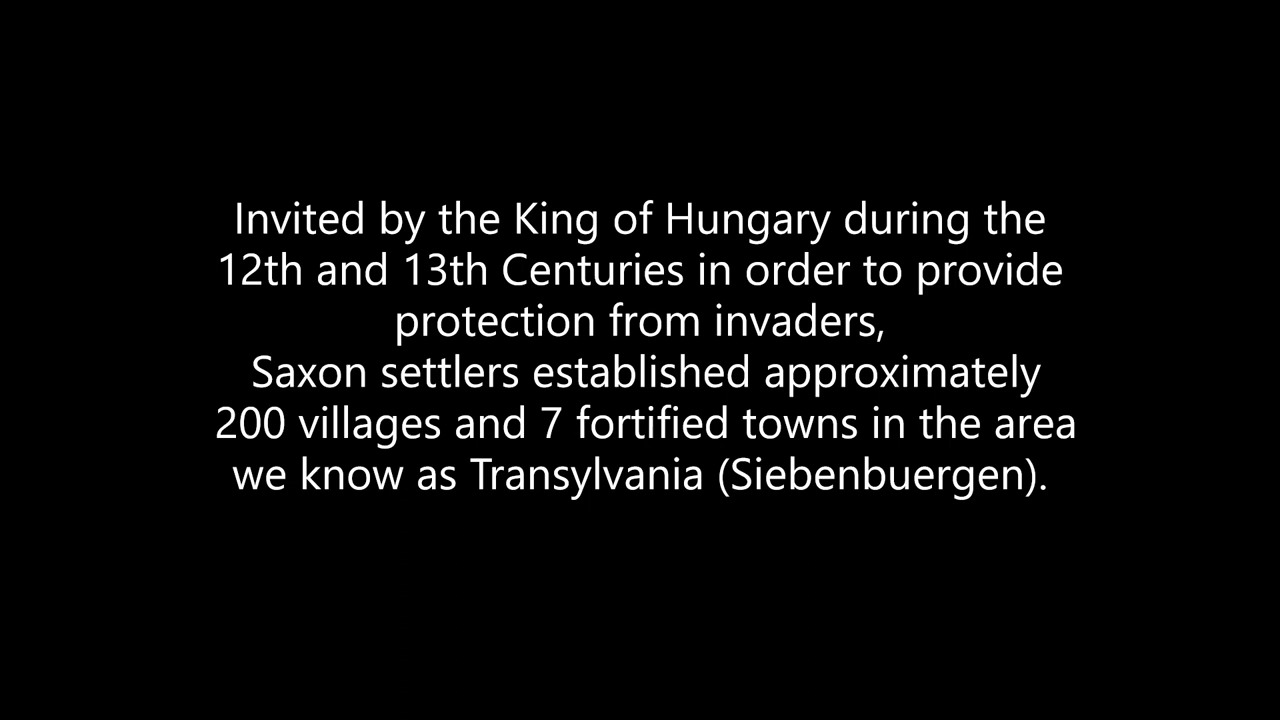 Invited by the King of Hungary during the
12th and 13th Centuries in order to provide
protection from invaders,
Saxon settlers established approximately
200 villages and 7 fortified towns in the area
we know as Transylvania (Siebenbuergen).